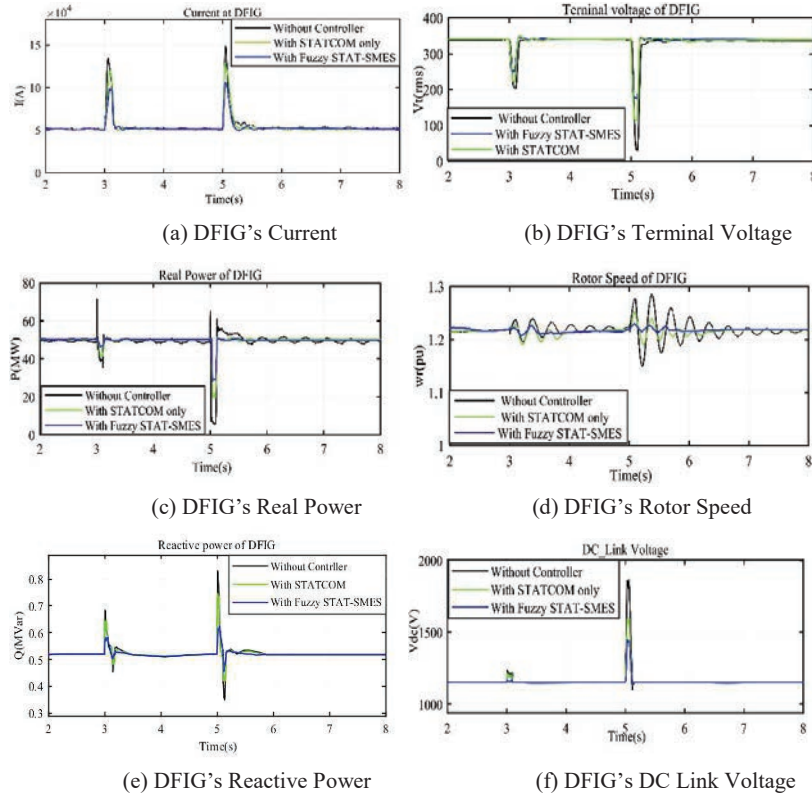 Current at DFIG
×10⁴
15
10
5
0
I(A)
Without Controller
With STATCOM only
With Fuzzy STAT-SMES
2 3 4 5 6 7 8
Time(s)
(a) DFIG's Current
Terninal voltage of DFIG
400
300
200
100
0
Vt(rms)
Without Controller
With Fuzzy STAT-SMES
With STATCOM
2 3 4 5 6 7 8
Time(s)
(b) DFIG's Terminal Voltage
Real Power of DFIG
80
60
40
20
0
P(MW)
Without Controller
With STATCOM only
With Fuzzy STAT-SMES
2 3 4 5 6 7 8
Time(s)
(c) DFIG's Real Power
Rotor Speed of DFIG
1.3
1.2
1.1
1
wr(pu)
Without Conttroller
With STATCOM only
With Fuzzy STAT-SMES
2 3 4 5 6 7 8
Time(s)
(d) DFIG's Rotor Speed
Reactive power of DFIG
0.8
0.7
0.6
0.5
0.4
0.3
Q(MVar)
Without Contrller
With STATCOM
With Fuzzy STAT-SMES
2 3 4 5 6 7 8
Time(s)
(e) DFIG's Reactive Power
DC_Link Voltage
2000
1500
1000
Vdc(V)
Without Controller
With STATCOM only
With Fuzzy STAT-SMES
2 3 4 5 6 7 8
Time(s)
(f) DFIG's DC Link Voltage